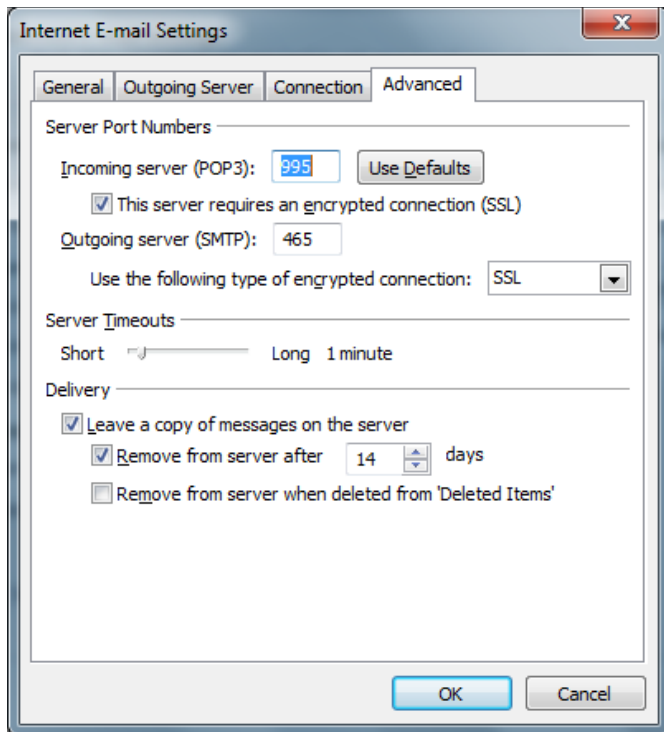 Internet E-mail Settings
General Outgoing Server Connection Advanced
Server Port Numbers
Incoming server (POP3): 995 Use Defaults
This server requires an encrypted connection (SSL)
Outgoing server (SMTP): 465
Use the following type of encrypted connection: SSL
Server Timeouts
Short Long 1 minute
Delivery
Leave a copy of messages on the server
Remove from server after 14 days
Remove from server when deleted from 'Deleted Items'
OK Cancel